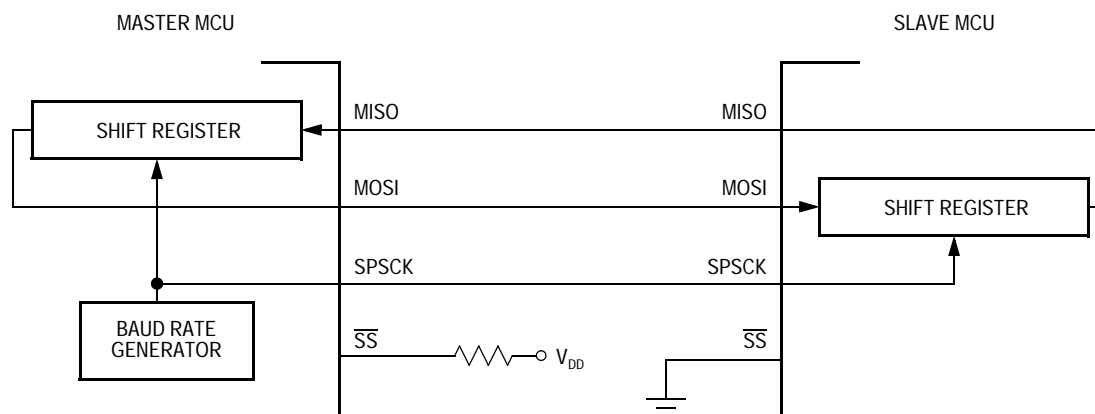 MASTER MCU
SLAVE MCU
SHIFT REGISTER
MISO
MISO
MOSI
MOSI
SHIFT REGISTER
SPSCK
SPSCK
BAUD RATE
GENERATOR
SS
VDD
SS